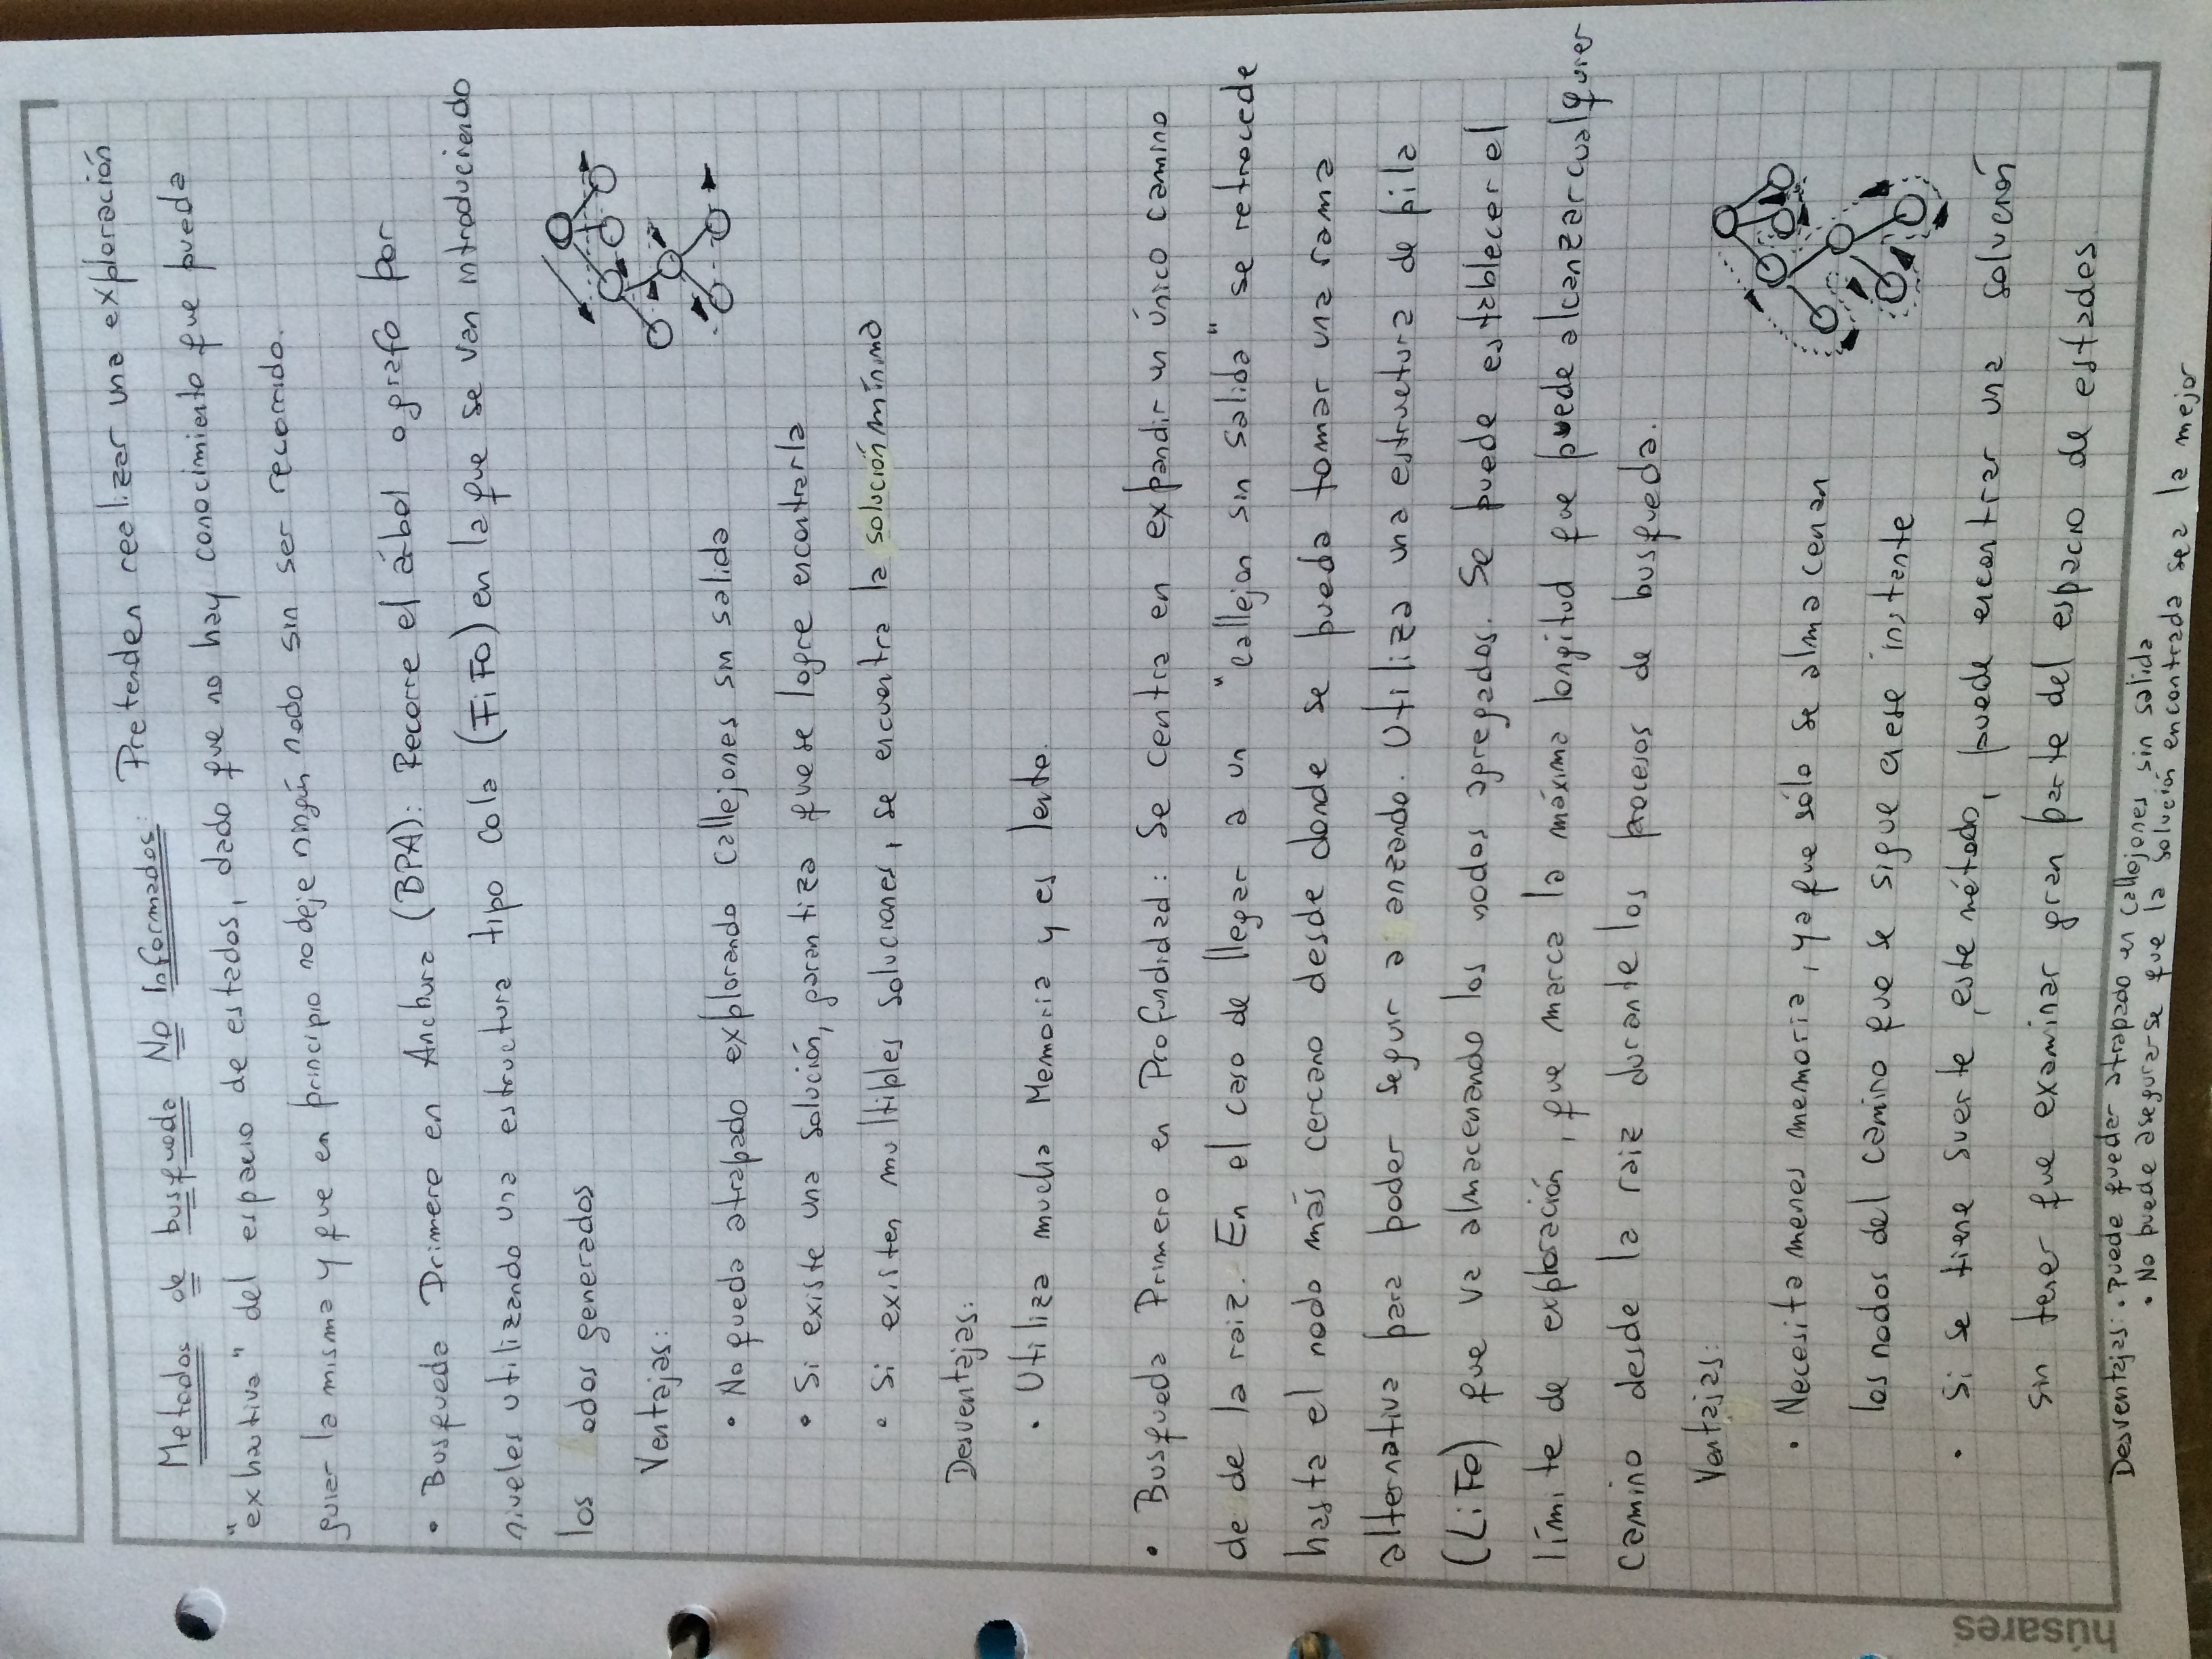 Metodos de busqueda No Informados: Pretenden realizar una exploración
"exhautiva" del espacio de estados, dado que no hay conocimiento que pueda
guier la misma y que en principio no deje ningún nodo sin ser recorrido.
• Busqueda Primero en Anchura (BPA): Recorre el árbol o grafo por
niveles utilizando una estructura tipo cola (FiFO) en la que se van introduciendo
los odos generados
Ventajas:
• No queda atrapado explorando callejones sin salida
• Si existe una solución, garantiza que se logre encontrarla
• Si existen multiples soluciones, se encuentra la solución mínima
Desventajas:
• Utiliza mucha Memoria y es lento.
• Busqueda Primero en Profundidad: Se centra en expandir un único camino
de de la raiz. En el caso de llegar a un "callejon sin salida" se retrocede
hasta el nodo más cercano desde donde se pueda tomar una rama
alternativa para poder seguir a anzando. Utiliza una estructura de pila
(LiFo) que va almacenando los nodos agregados. Se puede establecer el
límite de exploración, que marca la máxima longitud que puede alcanzar cualquier
camino desde la raiz durante los procesos de busqueda.
Ventajas:
• Necesita menos memoria, ya que sólo se almacenan
los nodos del camino que se sigue en ese instante
• Si se tiene suerte, este método, puede encontrar una solución
sin tener que examinar gran parte del espacio de estados.
húsares
Desventajas: • Puede quedar atrapado en callejones sin salida
• No puede asegurarse que la solución encontrada sea la mejor